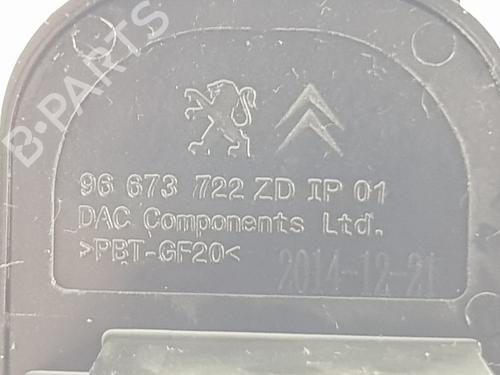 B-PARTS
96 673 722 ZD IP 01
DAC Components Ltd.
>PBT-GF20<
2014-12-21